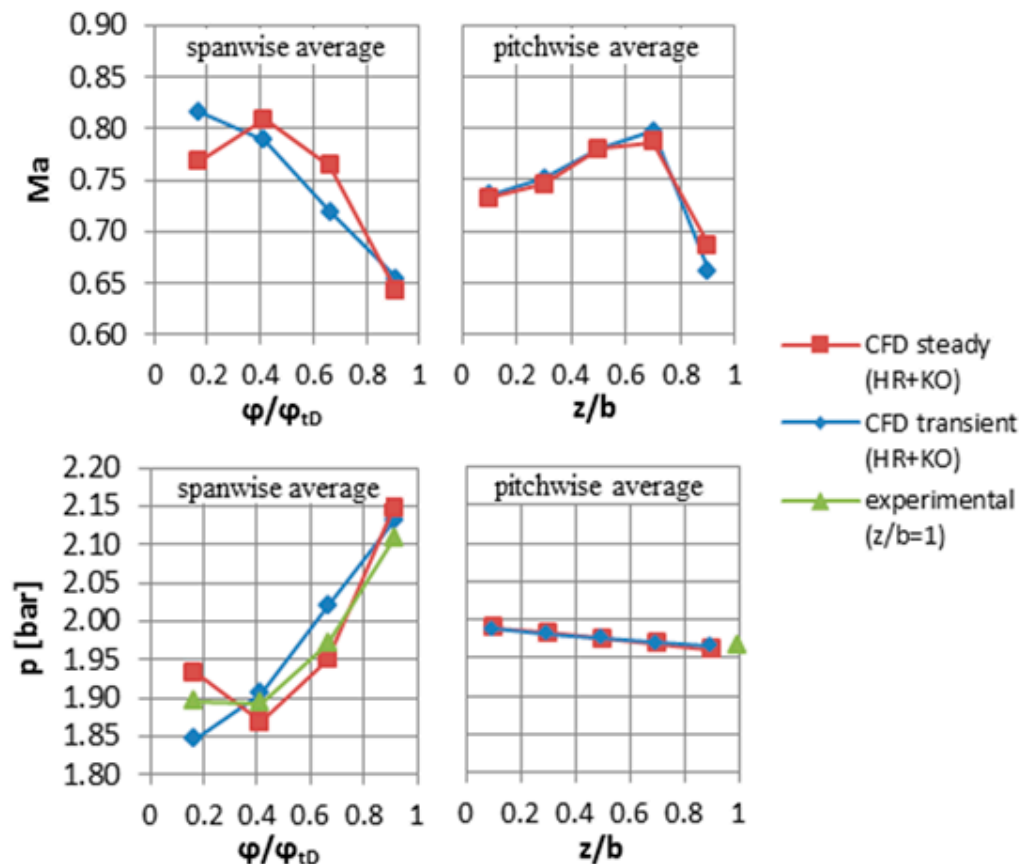 spanwise average
pitchwise average
0.90
0.85
0.80
0.75
0.70
0.65
0.60
Ma
0 0.2 0.4 0.6 0.8 1
φ/φtD
0 0.2 0.4 0.6 0.8 1
z/b
CFD steady
(HR+KO)
CFD transient
(HR+KO)
experimental
(z/b=1)
spanwise average
pitchwise average
2.20
2.15
2.10
2.05
2.00
1.95
1.90
1.85
1.80
p [bar]
0 0.2 0.4 0.6 0.8 1
φ/φtD
0 0.2 0.4 0.6 0.8 1
z/b